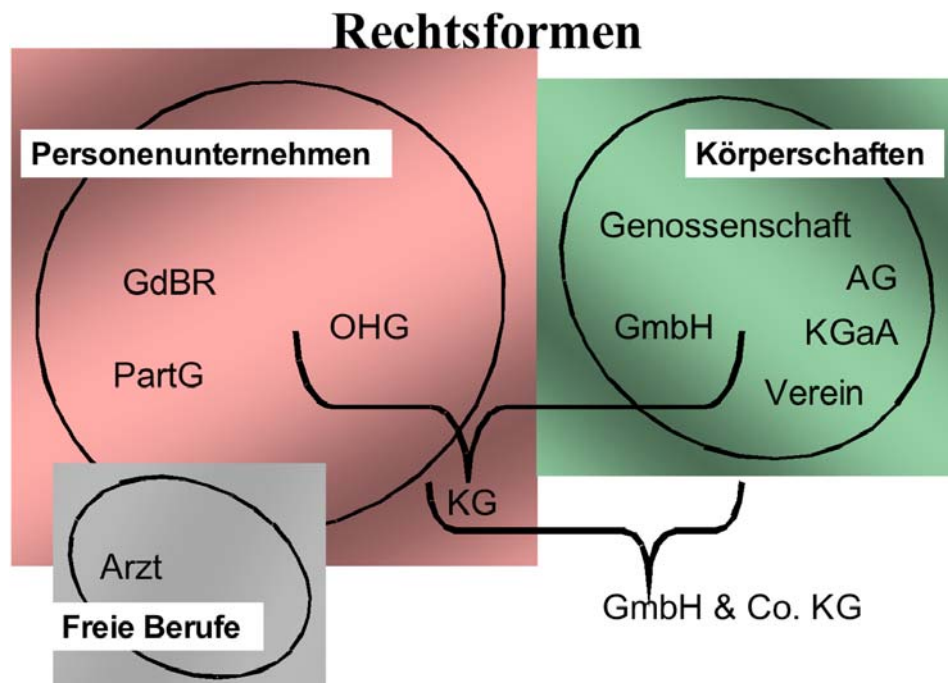 Rechtsformen
Personenunternehmen
Körperschaften
Genossenschaft
GdBR
AG
OHG
GmbH
KGaA
PartG
Verein
KG
Arzt
GmbH & Co. KG
Freie Berufe